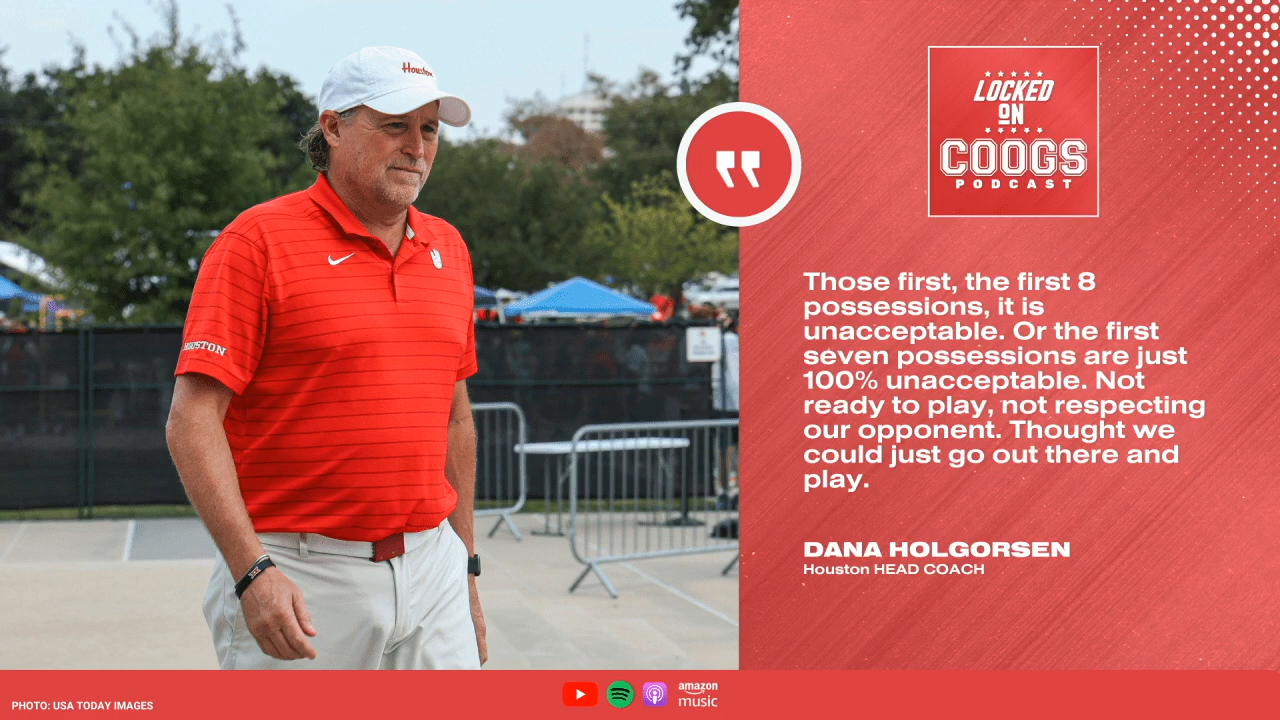 Houston
HOUSTON
LOCKED
ON
COOGS
PODCAST
Those first, the first 8
possessions, it is
unacceptable. Or the first
seven possessions are just
100% unacceptable. Not
ready to play, not respecting
our opponent. Thought we
could just go out there and
play.
DANA HOLGORSEN
Houston HEAD COACH
PHOTO: USA TODAY IMAGES
amazon
music